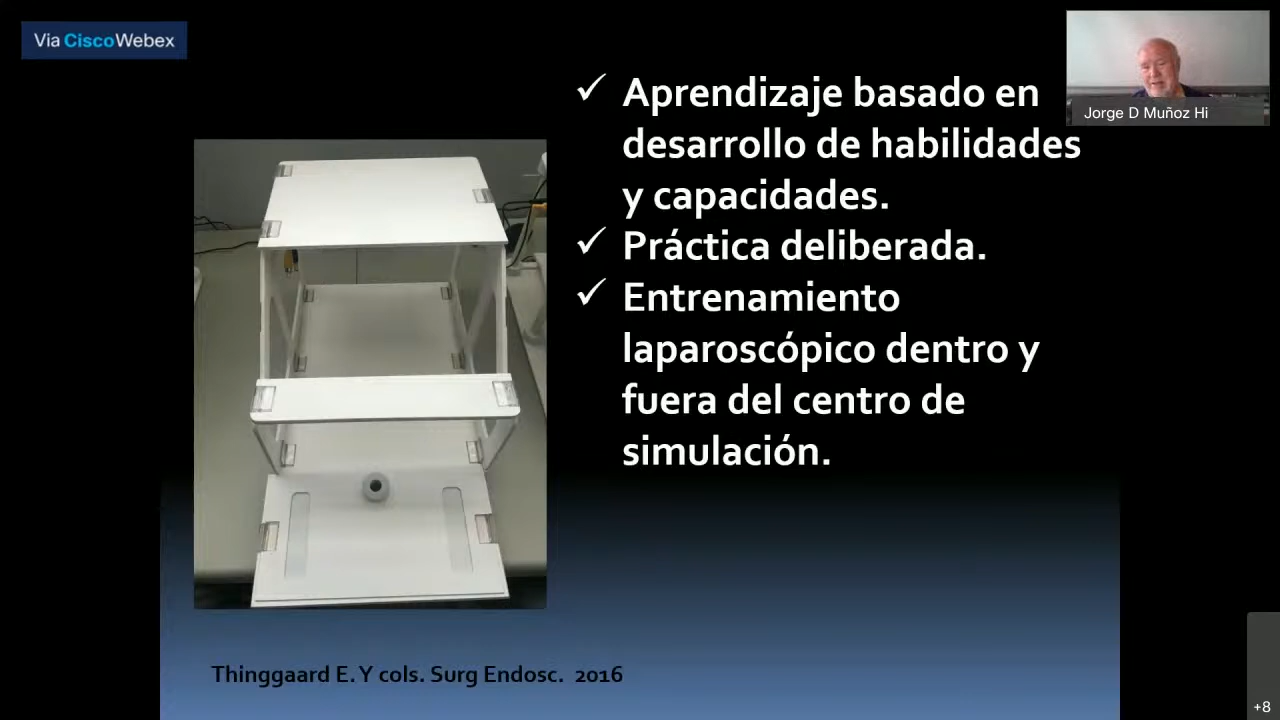 Via CiscoWebex
Jorge D Muñoz Hi
✓ Aprendizaje basado en
desarrollo de habilidades
y capacidades.
✓ Práctica deliberada.
✓ Entrenamiento
laparoscópico dentro y
fuera del centro de
simulación.
Thinggaard E. Y cols. Surg Endosc. 2016
+8